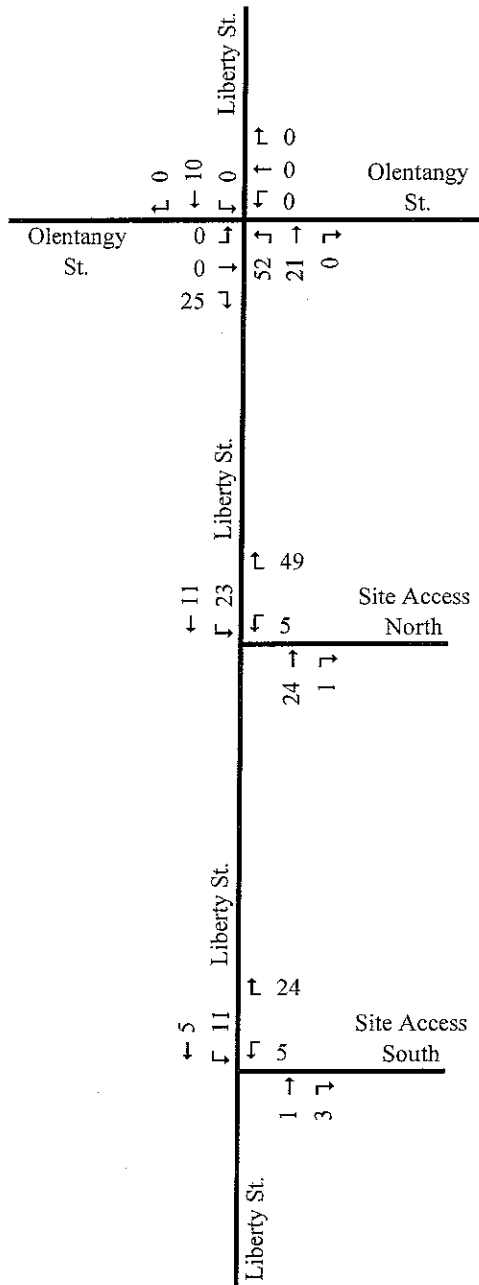 Liberty St.
0
10
0
0
0
0
Olentangy
St.
Olentangy
St.
0
0
25
52
21
0
Liberty St.
11
23
49
5
Site Access
North
24
1
Liberty St.
5
11
24
5
Site Access
South
1
3
Liberty St.